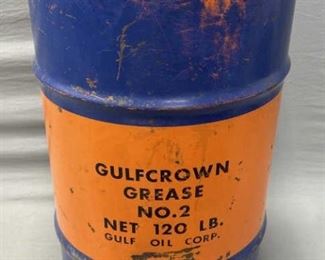 GULFCROWN
GREASE
NO.2
NET 120 LB.
GULF OIL CORP.